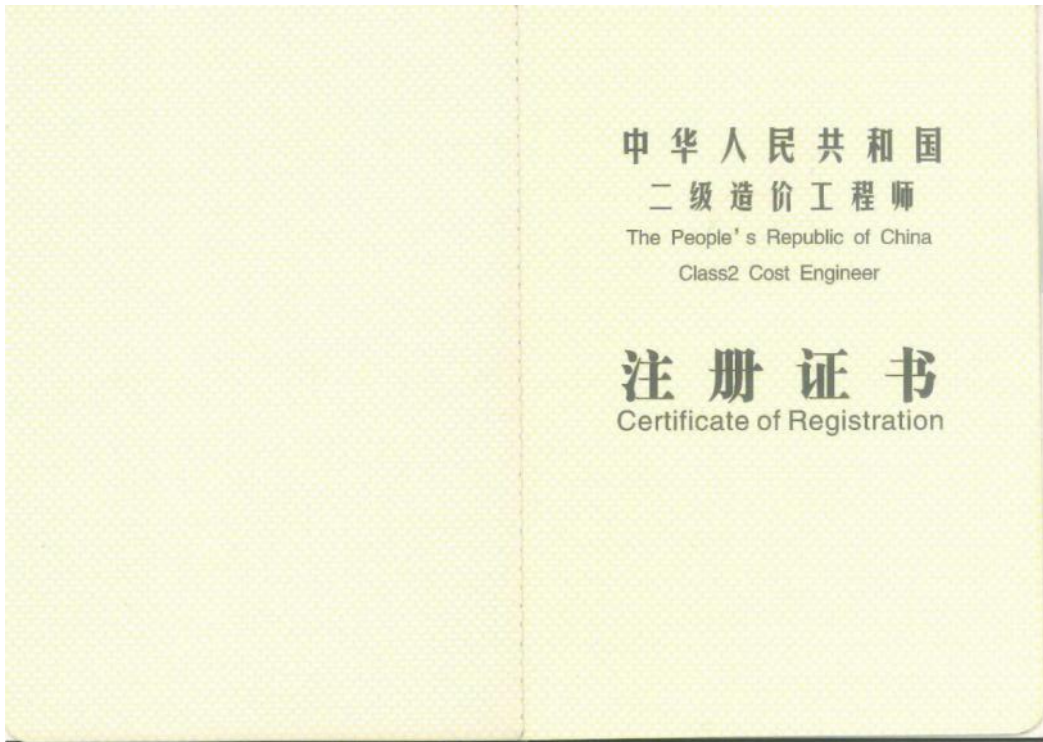 中华人民共和国
二级造价工程师
The People's Republic of China
Class2 Cost Engineer
注册证书
Certificate of Registration